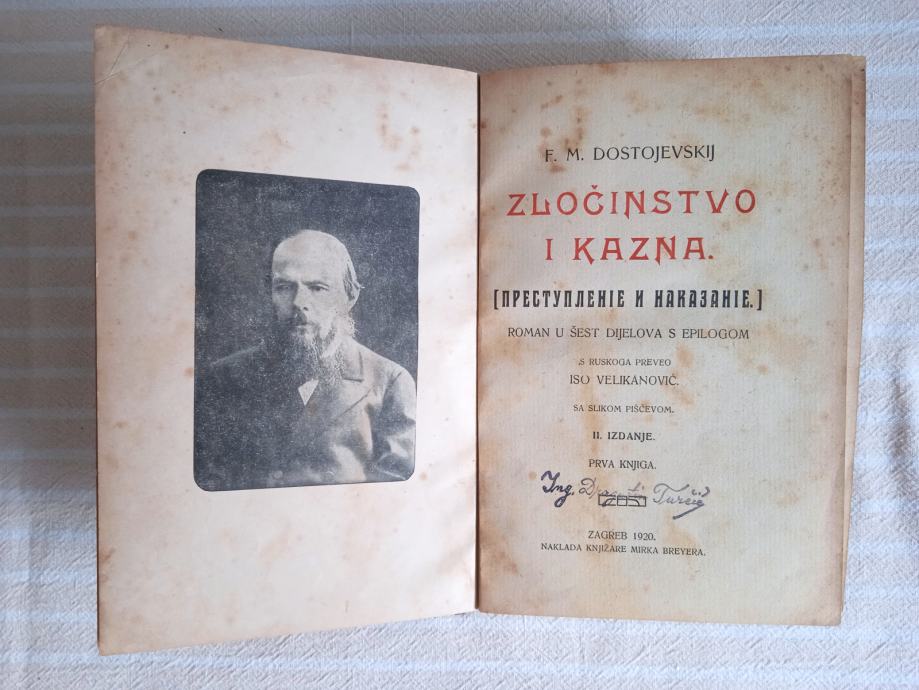 F. M. DOSTOJEVSKIJ
ZLOČINSTVO
I KAZNA.
[ПРЕСТУПЛЕНІЕ И НАКАЗАНІЕ.]
ROMAN U ŠEST DIJELOVA S EPILOGOM
S RUSKOGA PREVEO
ISO VELIKANOVIĆ.
SA SLIKOM PIŠČEVOM.
II. IZDANJE.
PRVA KNJIGA.
Ing.
ZAGREB 1920.
NAKLADA KNJIŽARE MIRKA BREYERA.